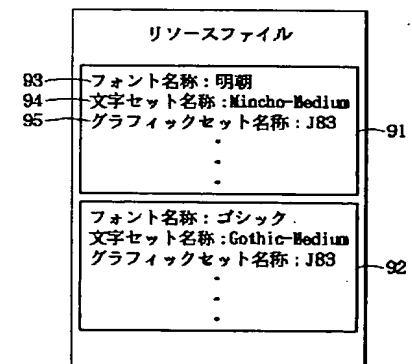 リソースファイル
93 フォント名称:明朝
94 文字セット名称:Mincho-Medium
95 グラフィックセット名称:J83
91
フォント名称:ゴシック
文字セット名称:Gothic-Medium
グラフィックセット名称:J83
92